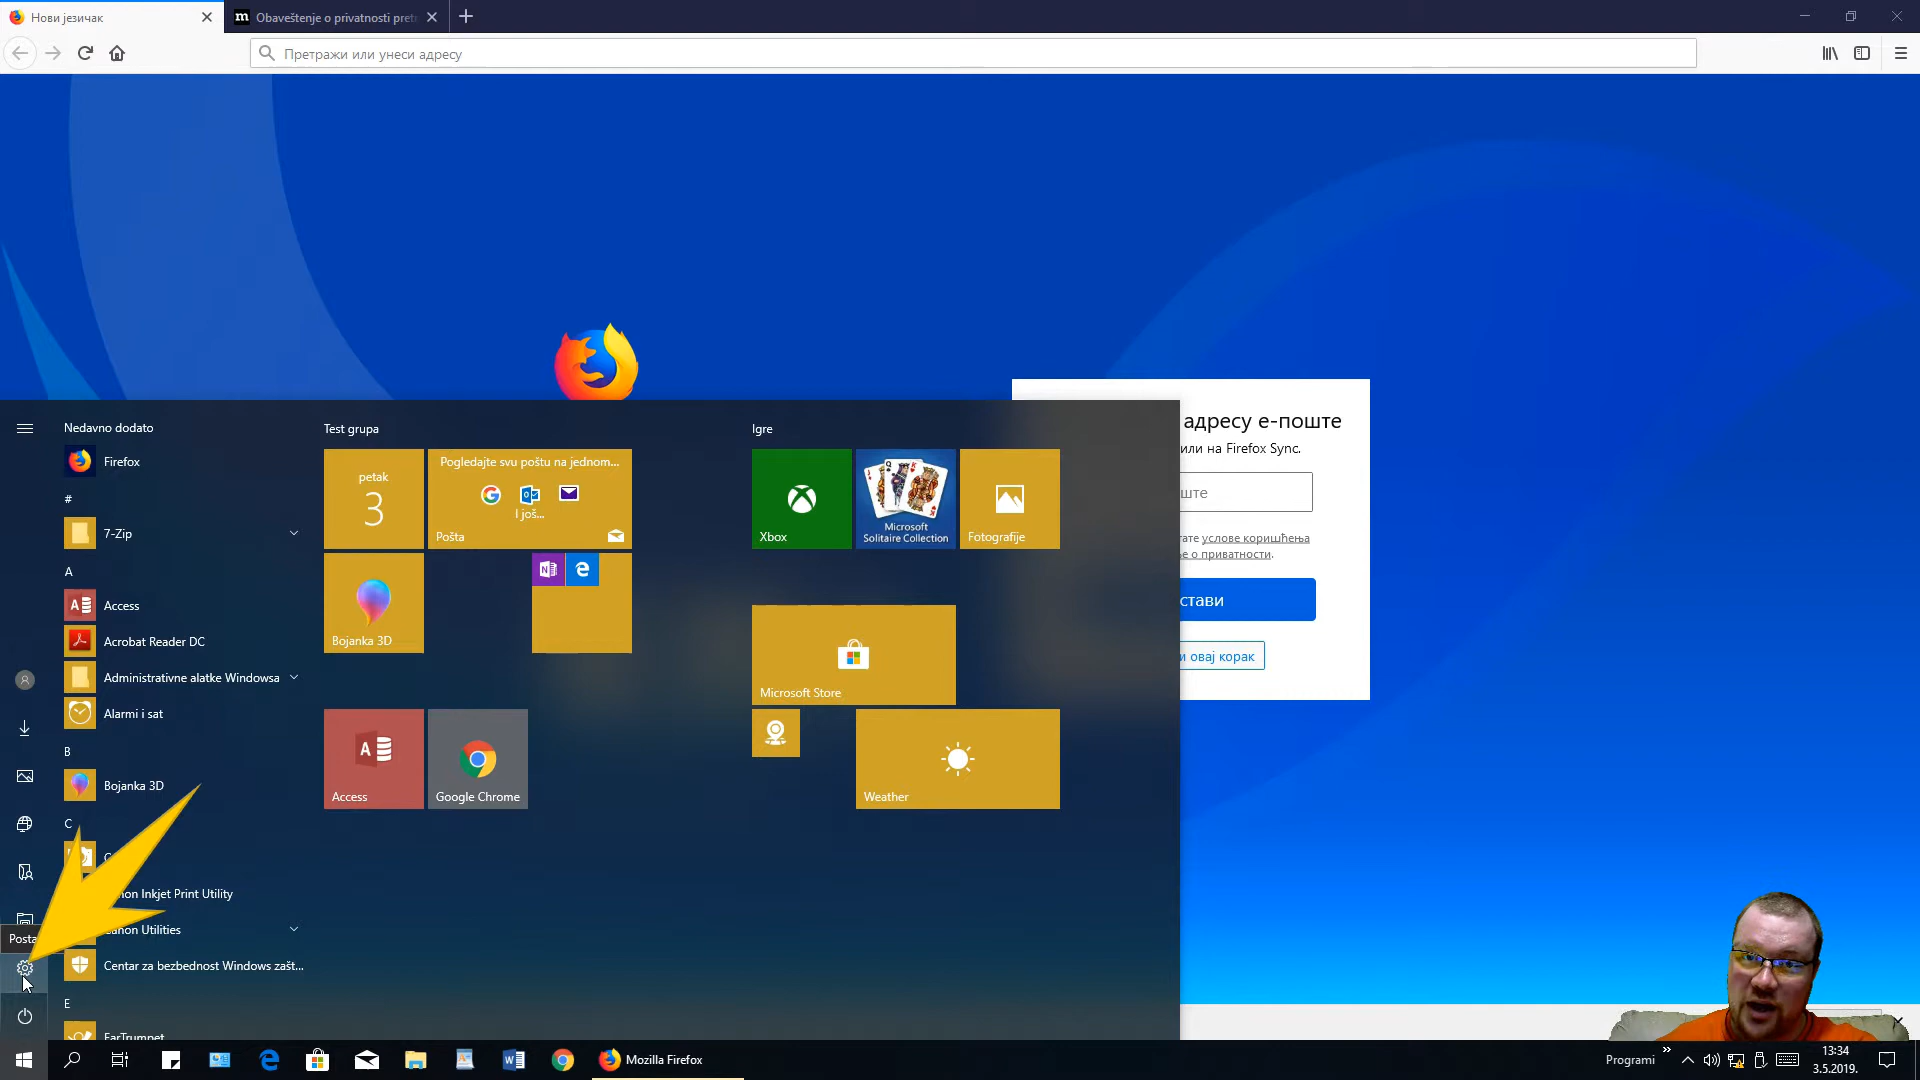 Нови језичак
Obaveštenje o privatnosti pret
Претражи или унеси адресу
адресу е-поште
или на Firefox Sync.
ште
тате услове коришћења
е о приватности.
стави
и овај корак
Nedavno dodato
Firefox
#
7-Zip
A
Access
Acrobat Reader DC
Administrativne alatke Windowsa
Alarmi i sat
B
Bojanka 3D
C
C
non Inkjet Print Utility
Canon Utilities
Centar za bezbednost Windows zašt...
E
EarTrumpet
Posta
Test grupa
petak
3
Pogledajte svu poštu na jednom...
I još...
Pošta
Bojanka 3D
Access
Google Chrome
Igre
Xbox
Microsoft
Solitaire Collection
Fotografije
Microsoft Store
Weather
Mozilla Firefox
Programi
13:34
3.5.2019.